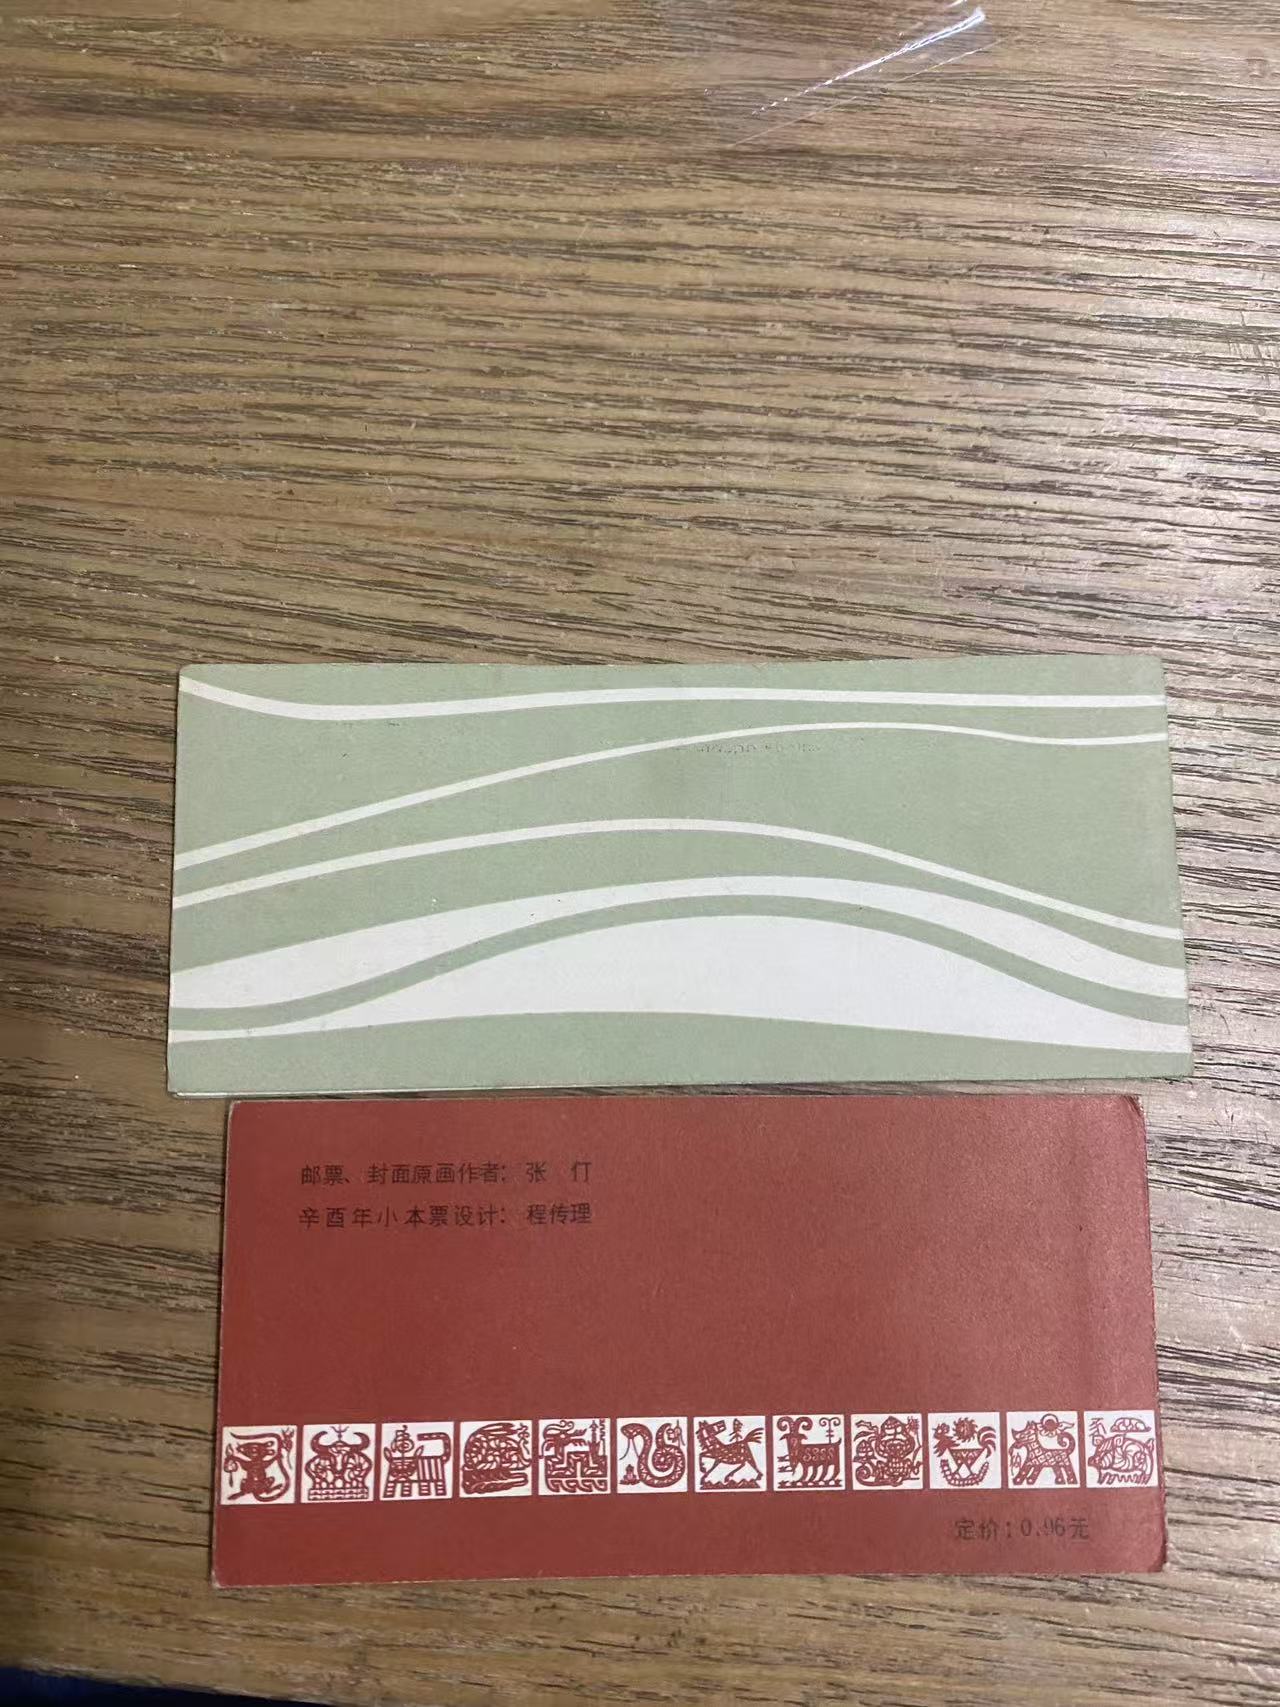 邮票、封面原画作者：张　仃
辛酉年小本票设计：程传理
定价：0.96元